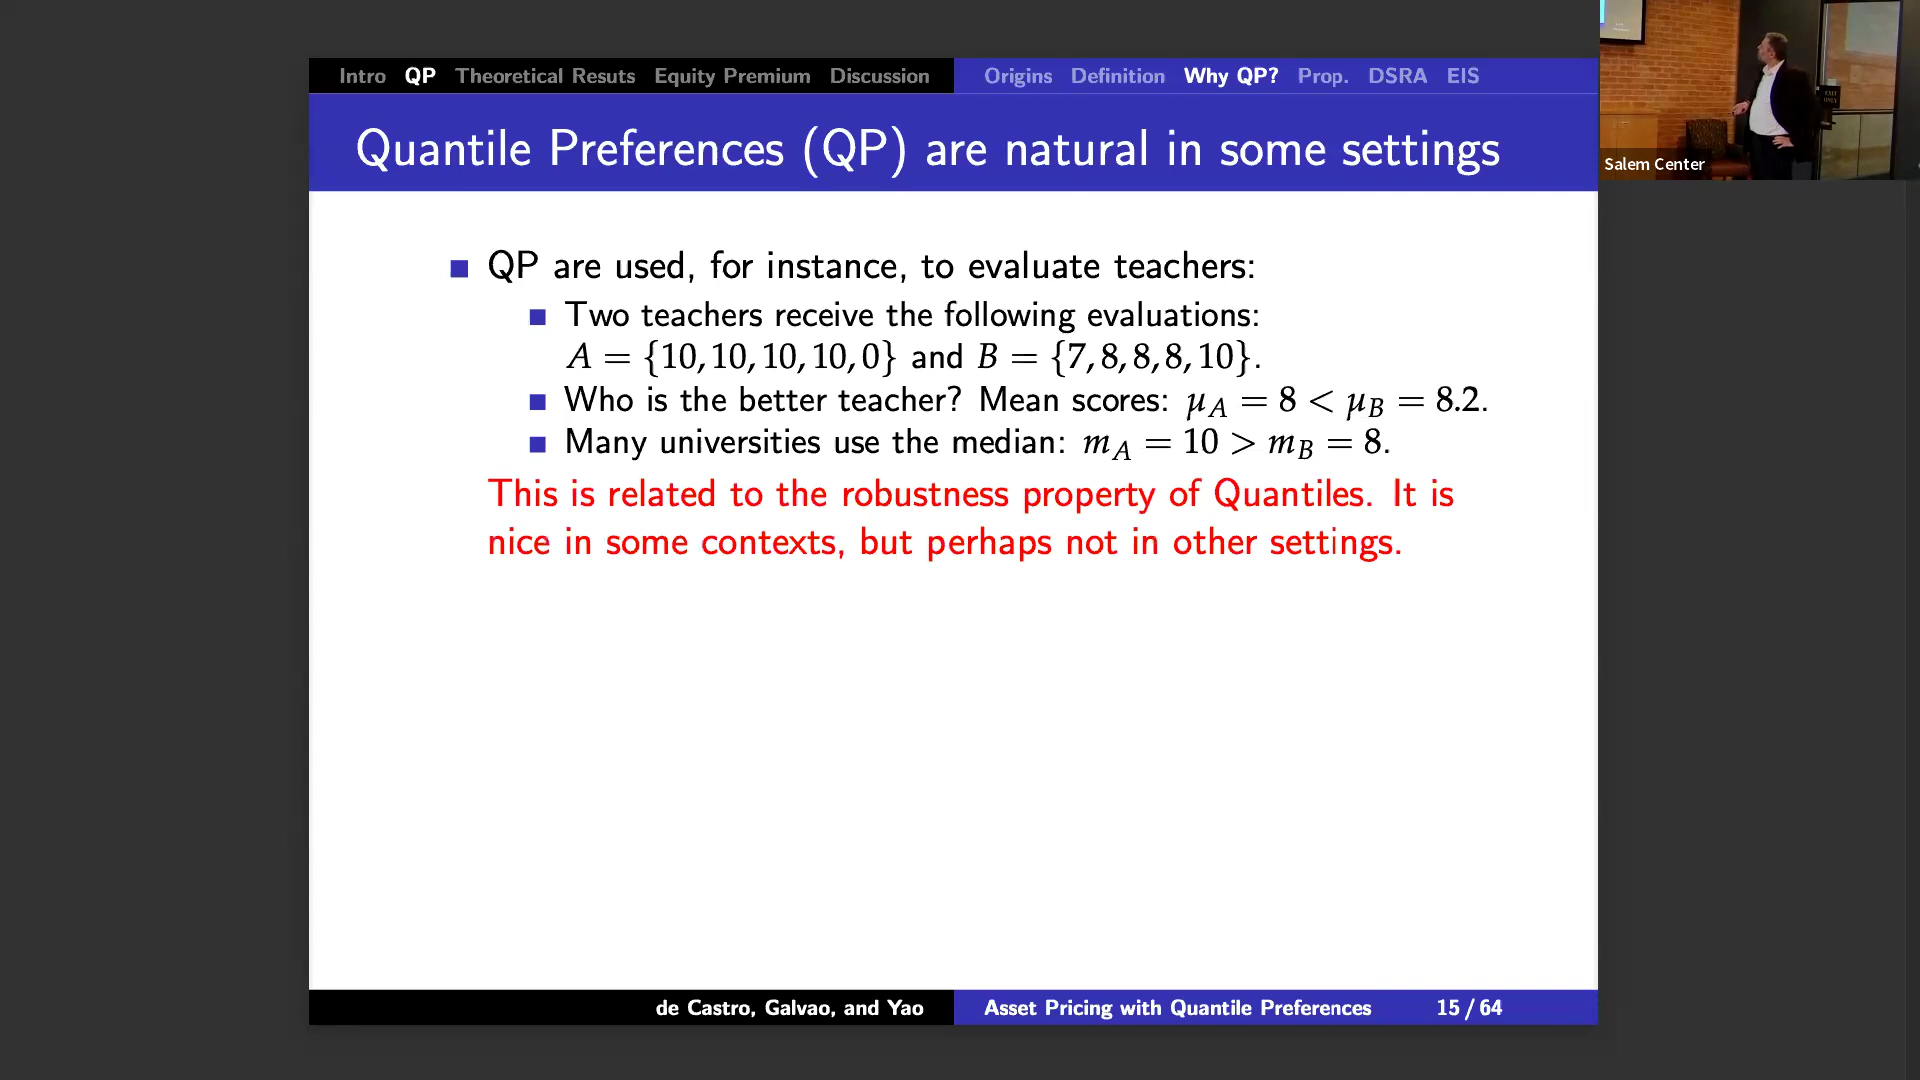 Intro QP Theoretical Resuts Equity Premium Discussion Origins Definition Why QP? Prop. DSRA EIS
Quantile Preferences (QP) are natural in some settings
QP are used, for instance, to evaluate teachers:
Two teachers receive the following evaluations:
A = {10, 10, 10, 10, 0} and B = {7, 8, 8, 8, 10}.
Who is the better teacher? Mean scores: μ_A = 8 < μ_B = 8.2.
Many universities use the median: m_A = 10 > m_B = 8.
This is related to the robustness property of Quantiles. It is
nice in some contexts, but perhaps not in other settings.
de Castro, Galvao, and Yao Asset Pricing with Quantile Preferences 15 / 64
Salem Center
EXIT
ONLY